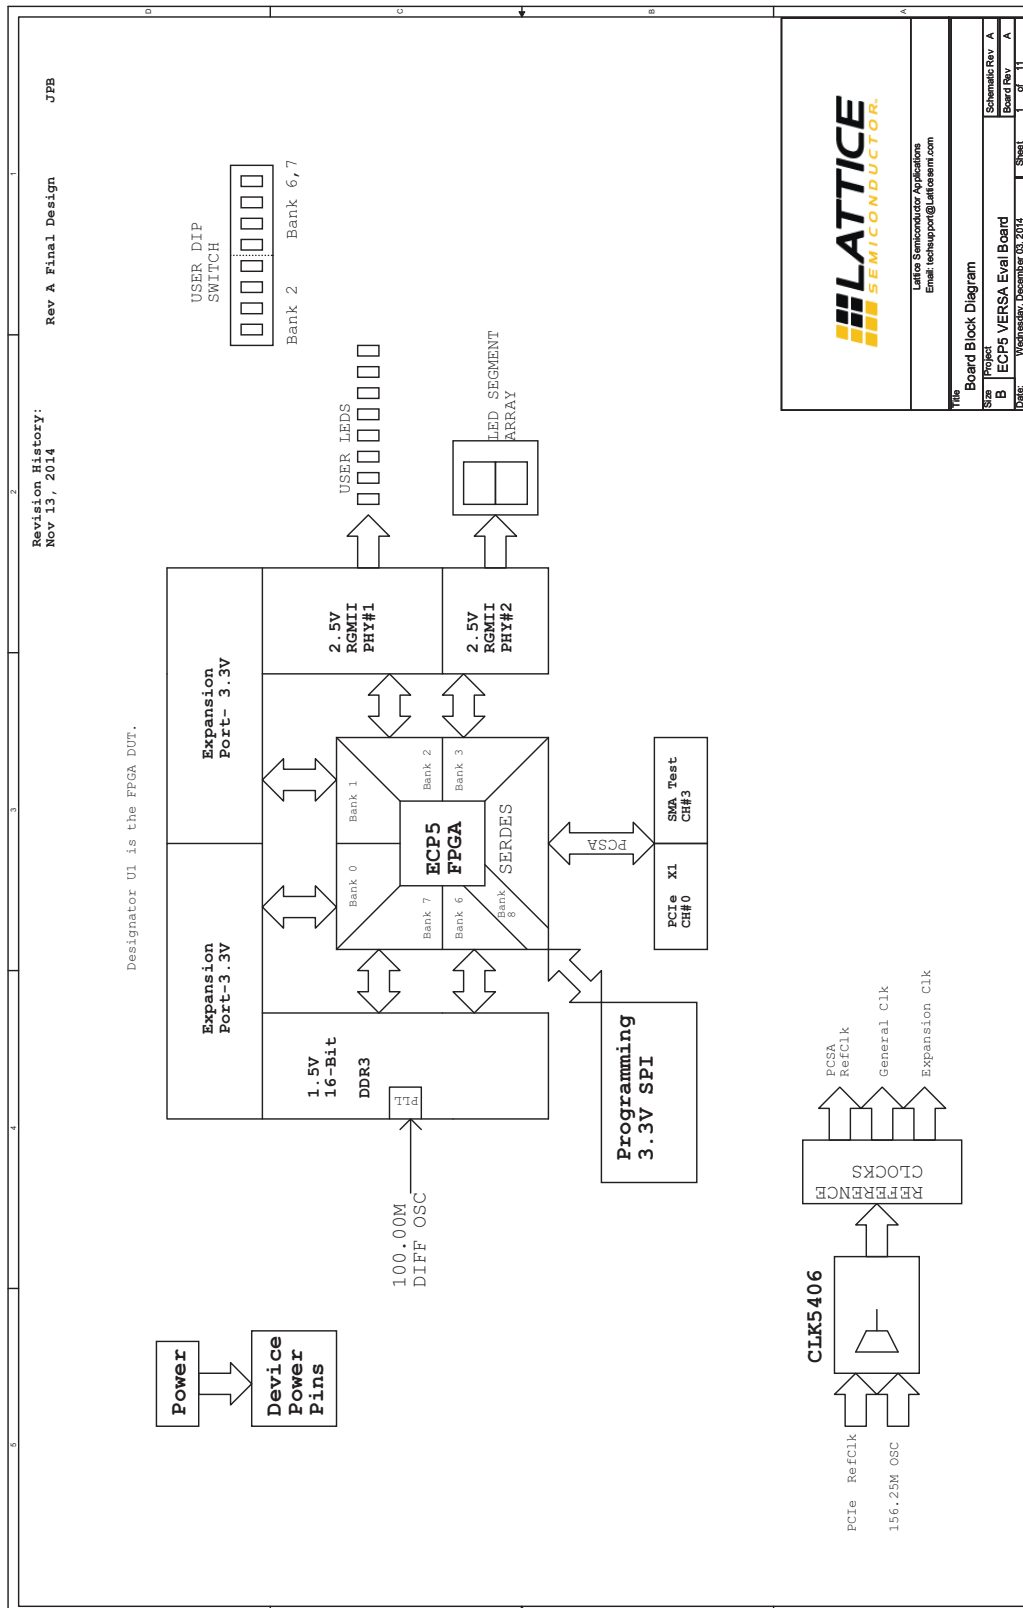 5
4
3
2
1
D
C
B
A
Revision History:
Nov 13, 2014
Rev A Final Design
JPB
Designator U1 is the FPGA DUT.
Power
Device
Power
Pins
Expansion
Port-3.3V
Expansion
Port- 3.3V
USER DIP
SWITCH
Bank 2
Bank 6,7
1.5V
16-Bit
DDR3
PLL
100.00M
DIFF OSC
Bank 0
Bank 1
Bank 7
Bank 2
Bank 6
Bank 3
ECP5
FPGA
SERDES
Bank
8
2.5V
RGMII
PHY#1
2.5V
RGMII
PHY#2
USER LEDS
LED SEGMENT
ARRAY
Programming
3.3V SPI
PCSA
PCIe X1
CH#0
SMA Test
CH#3
CLK5406
PCIe RefClk
156.25M OSC
REFERENCE
CLOCKS
PCSA
RefClk
General Clk
Expansion Clk
LATTICE
SEMICONDUCTOR.
Lattice Semiconductor Applications
Email: techsupport@Latticesemi.com
Title
Board Block Diagram
Size
B
Project
ECP5 VERSA Eval Board
Schematic Rev A
Board Rev A
Date: Wednesday, December 03, 2014
Sheet 1 of 11